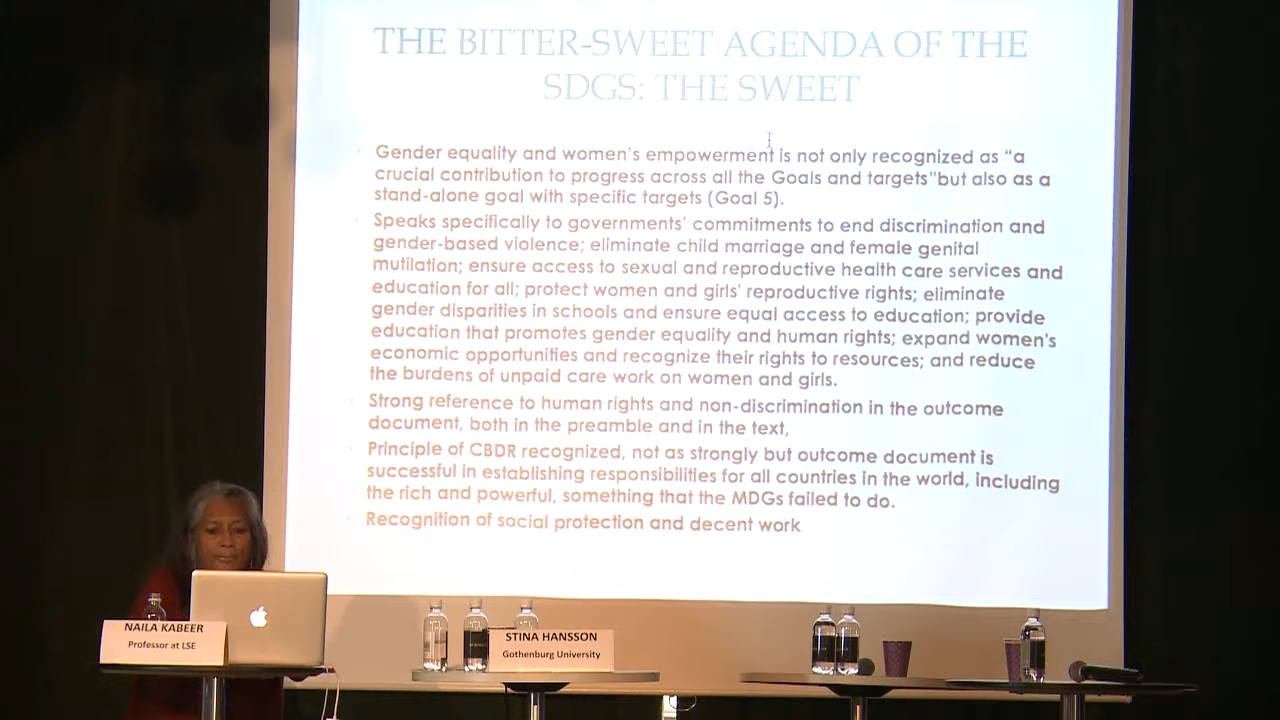 THE BITTER-SWEET AGENDA OF THE
SDGS: THE SWEET
Gender equality and women's empowerment is not only recognized as "a
crucial contribution to progress across all the Goals and targets"but also as a
stand-alone goal with specific targets (Goal 5).
Speaks specifically to governments' commitments to end discrimination and
gender-based violence; eliminate child marriage and female genital
mutilation; ensure access to sexual and reproductive health care services and
education for all; protect women and girls' reproductive rights; eliminate
gender disparities in schools and ensure equal access to education; provide
education that promotes gender equality and human rights; expand women's
economic opportunities and recognize their rights to resources; and reduce
the burdens of unpaid care work on women and girls.
Strong reference to human rights and non-discrimination in the outcome
document, both in the preamble and in the text,
Principle of CBDR recognized, not as strongly but outcome document is
successful in establishing responsibilities for all countries in the world, including
the rich and powerful, something that the MDGs failed to do.
Recognition of social protection and decent work
NAILA KABEER
Professor at LSE
STINA HANSSON
Gothenburg University